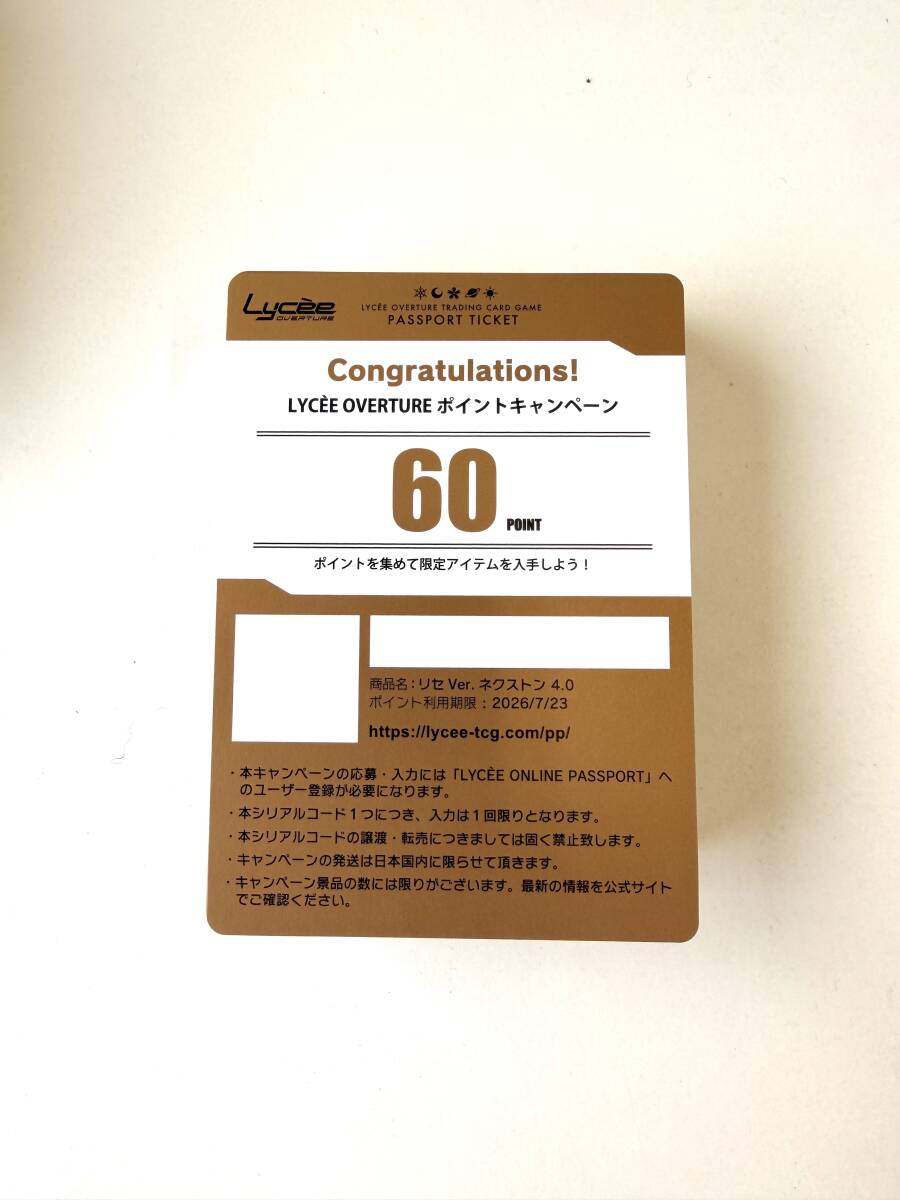 Lycèe
OVERTURE
LYCÈE OVERTURE TRADING CARD GAME
PASSPORT TICKET
Congratulations!
LYCÈE OVERTURE ポイントキャンペーン
60 POINT
ポイントを集めて限定アイテムを入手しよう！
商品名：リセ Ver. ネクストン 4.0
ポイント利用期限：2026/7/23
https://lycee-tcg.com/pp/
・本キャンペーンの応募・入力には「LYCÈE ONLINE PASSPORT」へ
のユーザー登録が必要になります。
・本シリアルコード１つにつき、入力は１回限りとなります。
・本シリアルコードの譲渡・転売につきましては固く禁止致します。
・キャンペーンの発送は日本国内に限らせて頂きます。
・キャンペーン景品の数には限りがございます。最新の情報を公式サイト
でご確認ください。